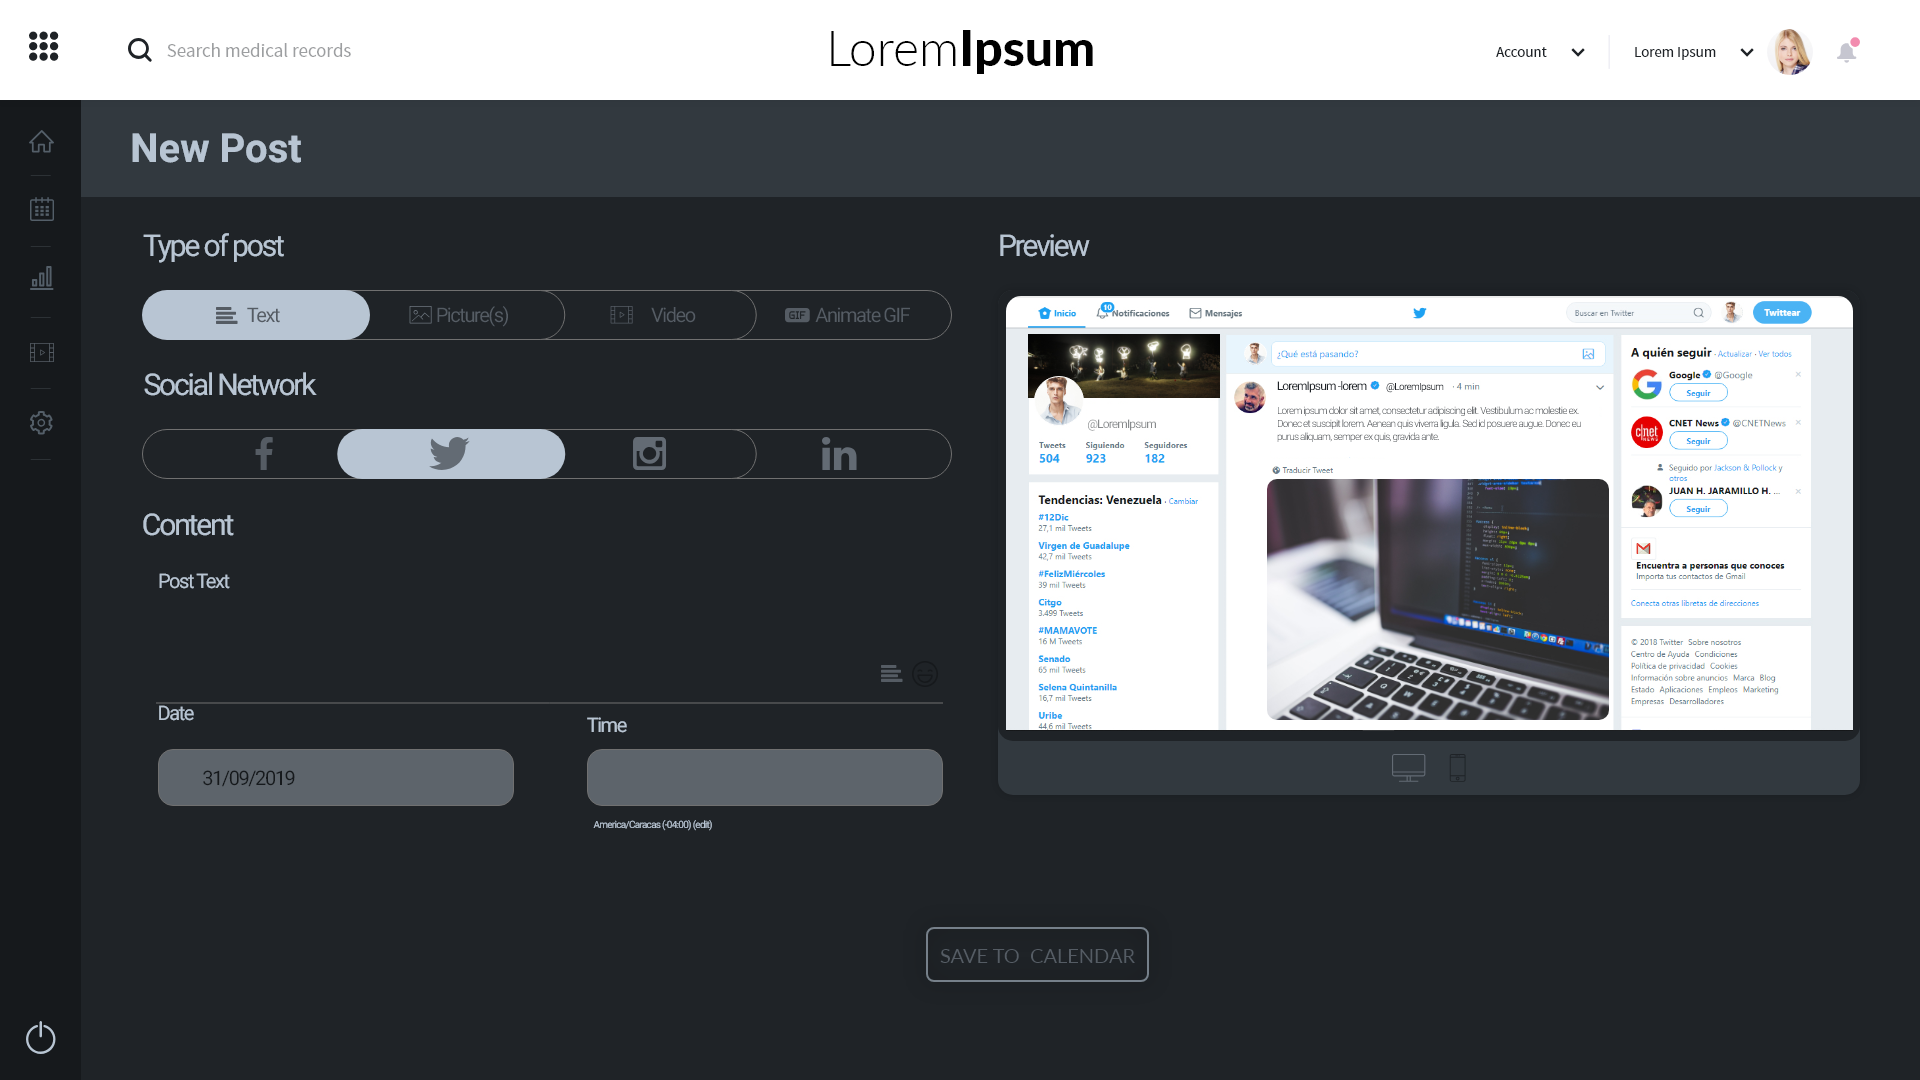 Search medical records
LoremIpsum
Account
Lorem Ipsum
New Post
Type of post
Text
Picture(s)
Video
GIF
Animate GIF
Social Network
Content
Post Text
Date
31/09/2019
Time
America/Caracas (-04:00) (edit)
SAVE TO CALENDAR
Preview
Inicio
10
Notificaciones
Mensajes
Buscar en Twitter
Twittear
@LoremIpsum
Tweets Siguiendo Seguidores
504 923 182
Tendencias: Venezuela · Cambiar
#12Dic
27,1 mil Tweets
Virgen de Guadalupe
42,7 mil Tweets
#FelizMiércoles
39 mil Tweets
Citgo
3.499 Tweets
#MAMAVOTE
16 M Tweets
Senado
65 mil Tweets
Selena Quintanilla
16,7 mil Tweets
Uribe
44,6 mil Tweets
¿Qué está pasando?
LoremIpsum -lorem @LoremIpsum · 4 min
Lorem ipsum dolor sit amet, consectetur adipiscing elit. Vestibulum ac molestie ex.
Donec et suscipit lorem. Aenean quis viverra ligula. Sed id posuere augue. Donec eu
purus aliquam, semper ex quis, gravida ante.
Traducir Tweet
A quién seguir · Actualizar · Ver todos
Google @Google
Seguir
c|net NEWS
CNET News @CNETNews
Seguir
Seguido por Jackson & Pollock y
otros
JUAN H. JARAMILLO H. ...
Seguir
Encuentra a personas que conoces
Importa tus contactos de Gmail
Conecta otras libretas de direcciones
© 2018 Twitter Sobre nosotros
Centro de Ayuda Condiciones
Política de privacidad Cookies
Información sobre anuncios Marca Blog
Estado Aplicaciones Empleos Marketing
Empresas Desarrolladores